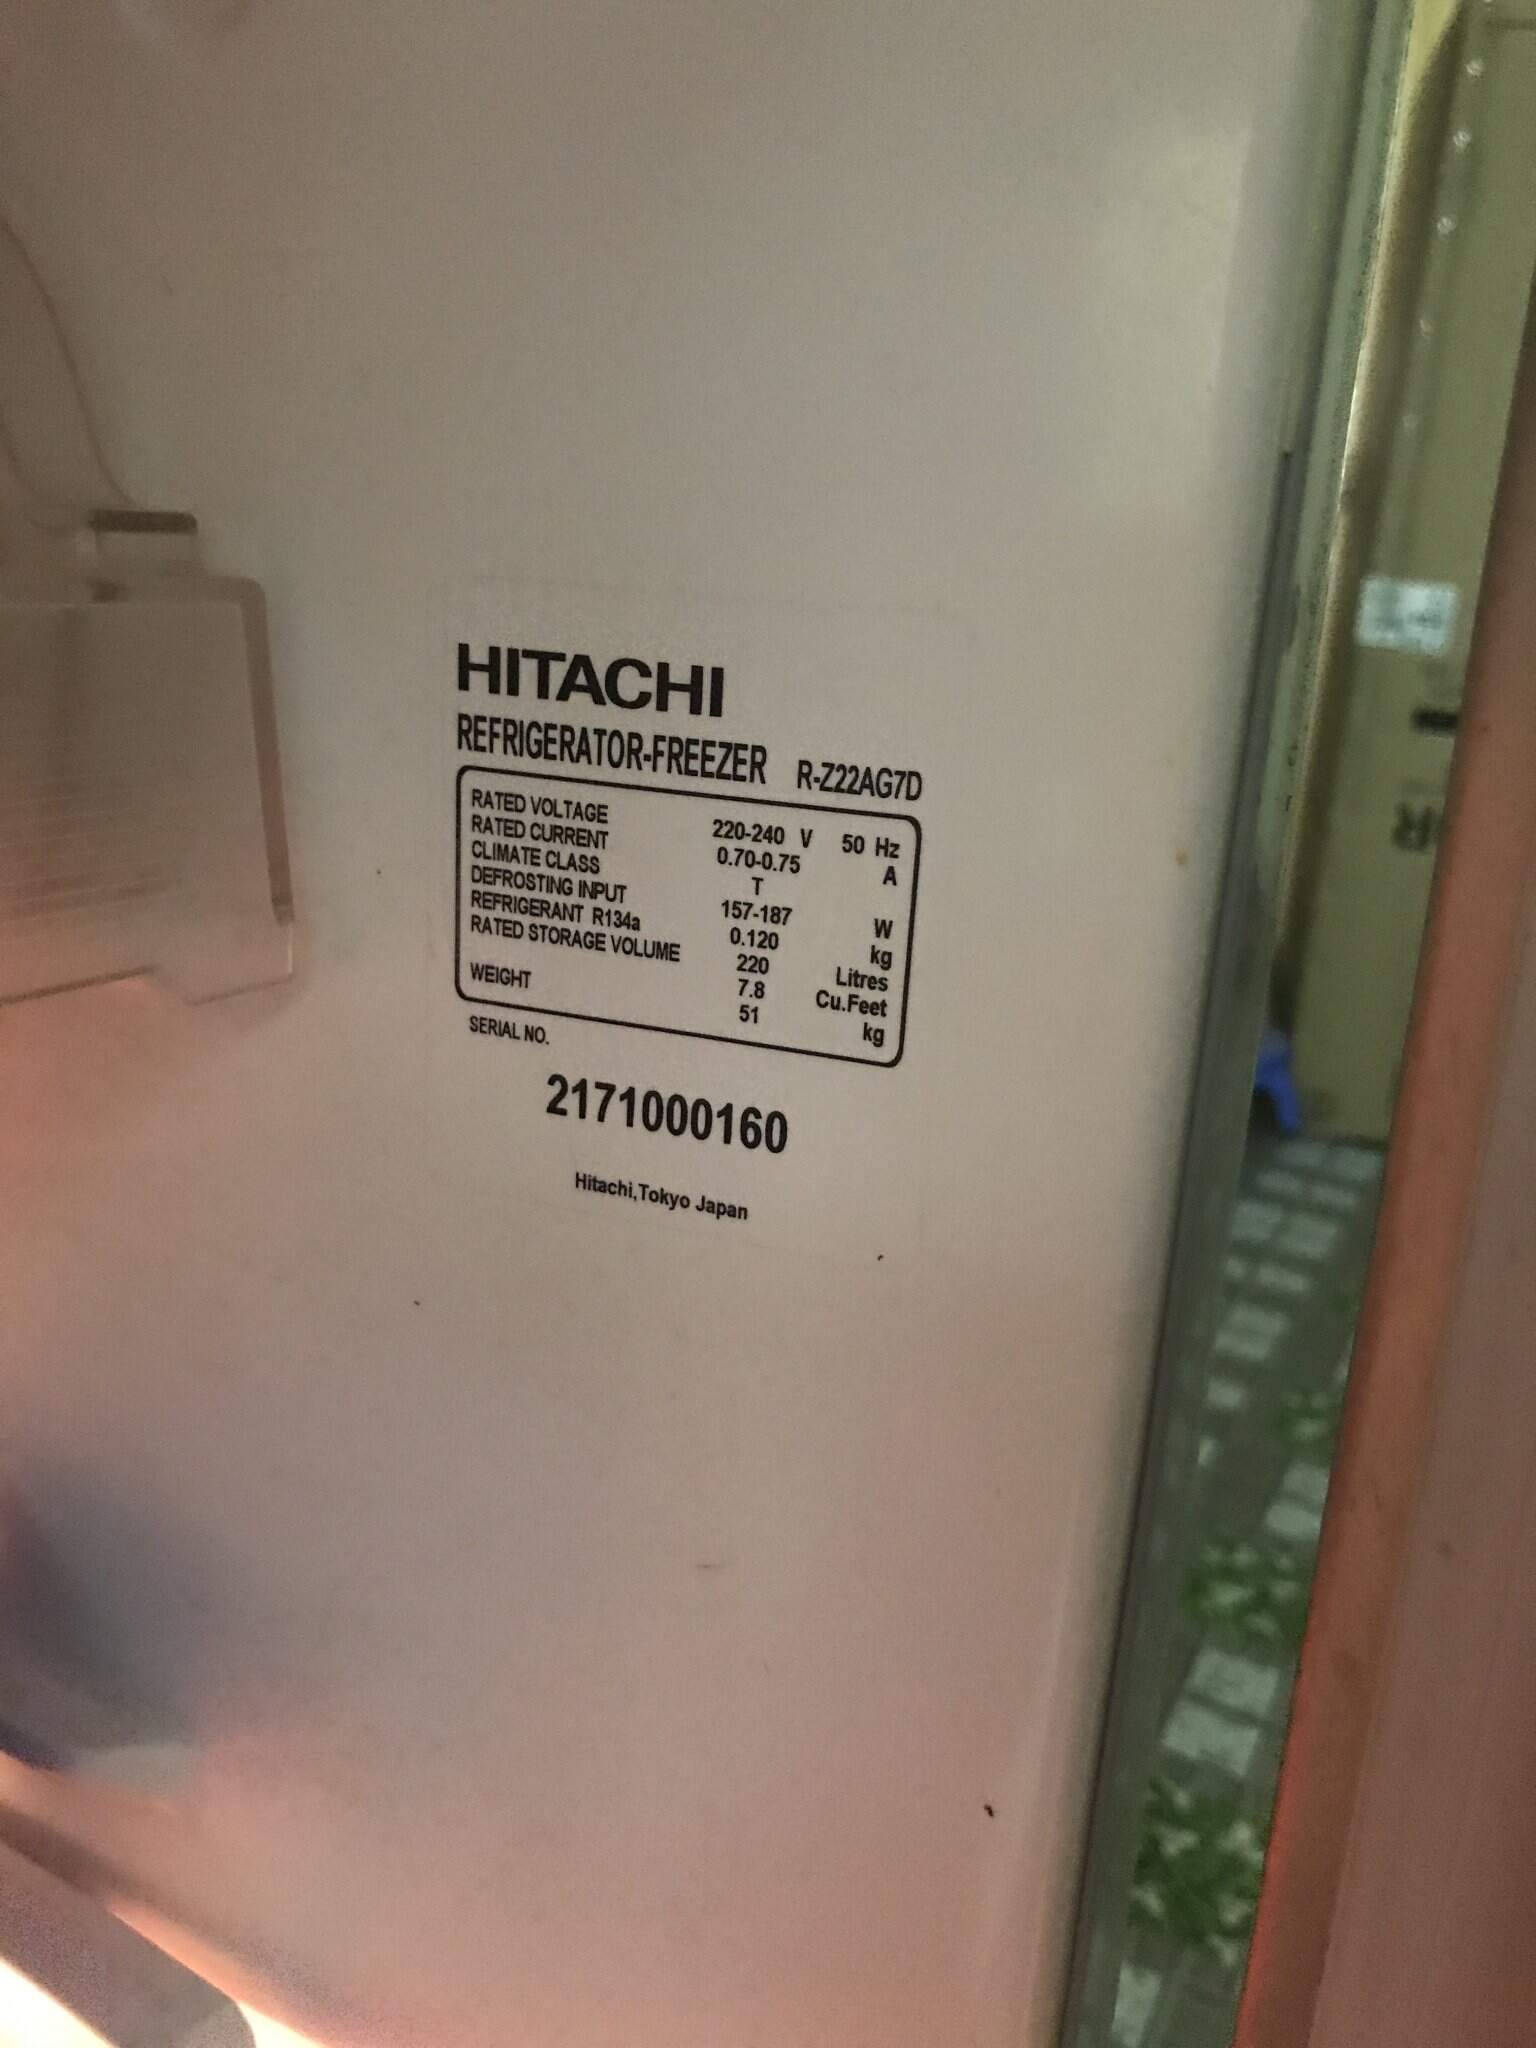 HITACHI
REFRIGERATOR-FREEZER R-Z22AG7D
RATED VOLTAGE 220-240 V 50 Hz
RATED CURRENT 0.70-0.75 A
CLIMATE CLASS T
DEFROSTING INPUT 157-187 W
REFRIGERANT R134a 0.120 kg
RATED STORAGE VOLUME 220 Litres
7.8 Cu.Feet
WEIGHT 51 kg
SERIAL NO.
2171000160
Hitachi,Tokyo Japan